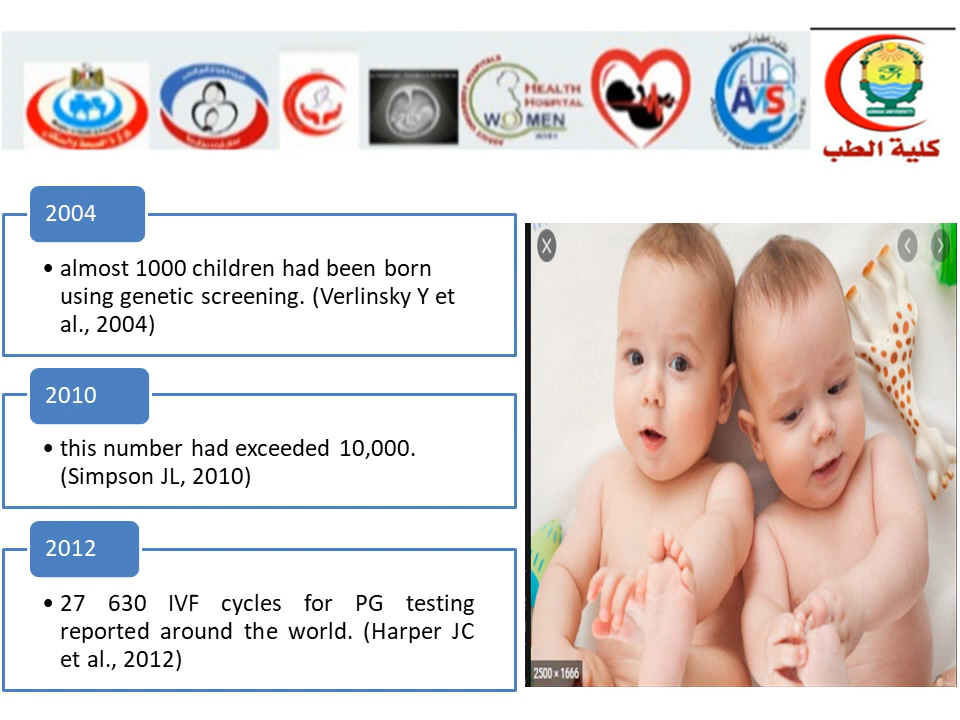 HEALTH
HOSPITAL
WOMEN
AMS
كلية الطب
2004
• almost 1000 children had been born
using genetic screening. (Verlinsky Y et
al., 2004)
2010
• this number had exceeded 10,000.
(Simpson JL, 2010)
2012
• 27 630 IVF cycles for PG testing
reported around the world. (Harper JC
et al., 2012)
2500 × 1666